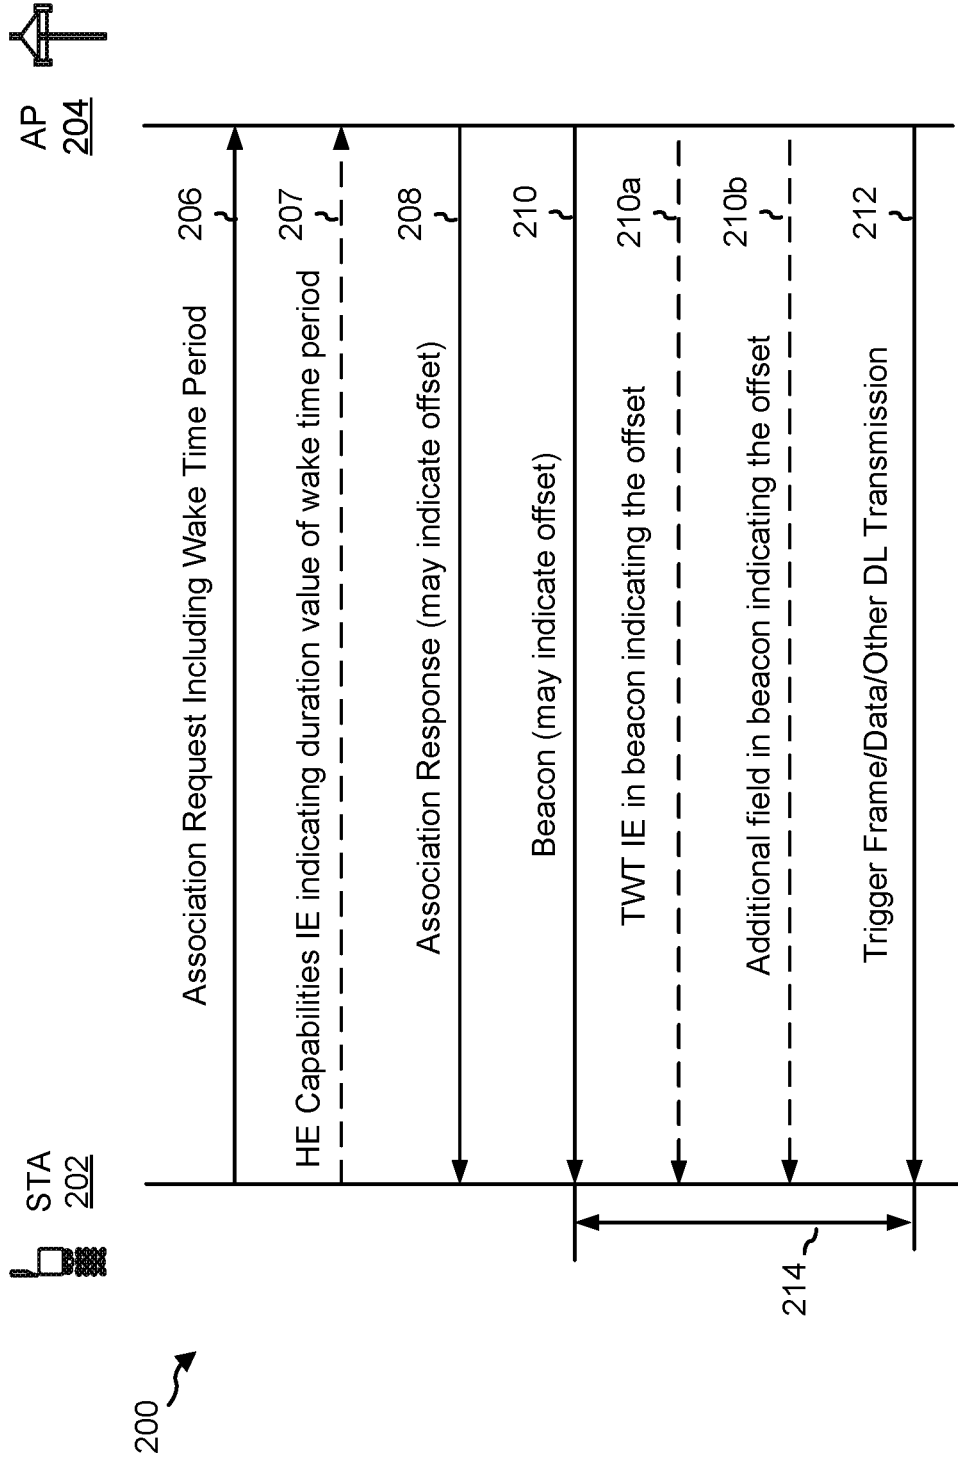 200
STA
202
AP
204
Association Request Including Wake Time Period
206
HE Capabilities IE indicating duration value of wake time period
207
Association Response (may indicate offset)
208
Beacon (may indicate offset)
210
TWT IE in beacon indicating the offset
210a
Additional field in beacon indicating the offset
210b
Trigger Frame/Data/Other DL Transmission
212
214